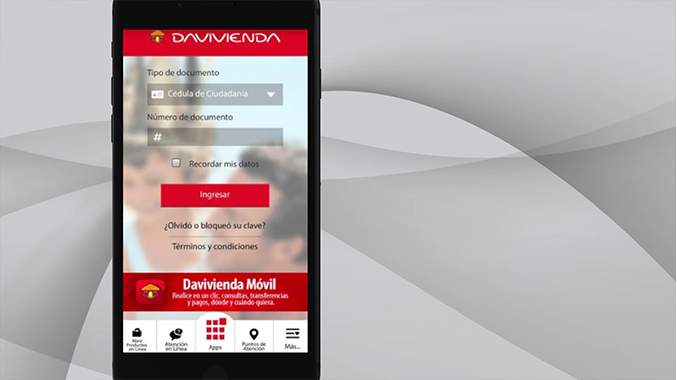 DAVIVIENDA
Tipo de documento
Cédula de Ciudadanía
Número de documento
#
Recordar mis datos
Ingresar
¿Olvidó o bloqueó su clave?
Términos y condiciones
Davivienda Móvil
Realice en un clic, consultas, transferencias
y pagos, dónde y cuándo quiera.
Abrir
Productos
en Línea
Atención
en Línea
Apps
Puntos de
Atención
Más...